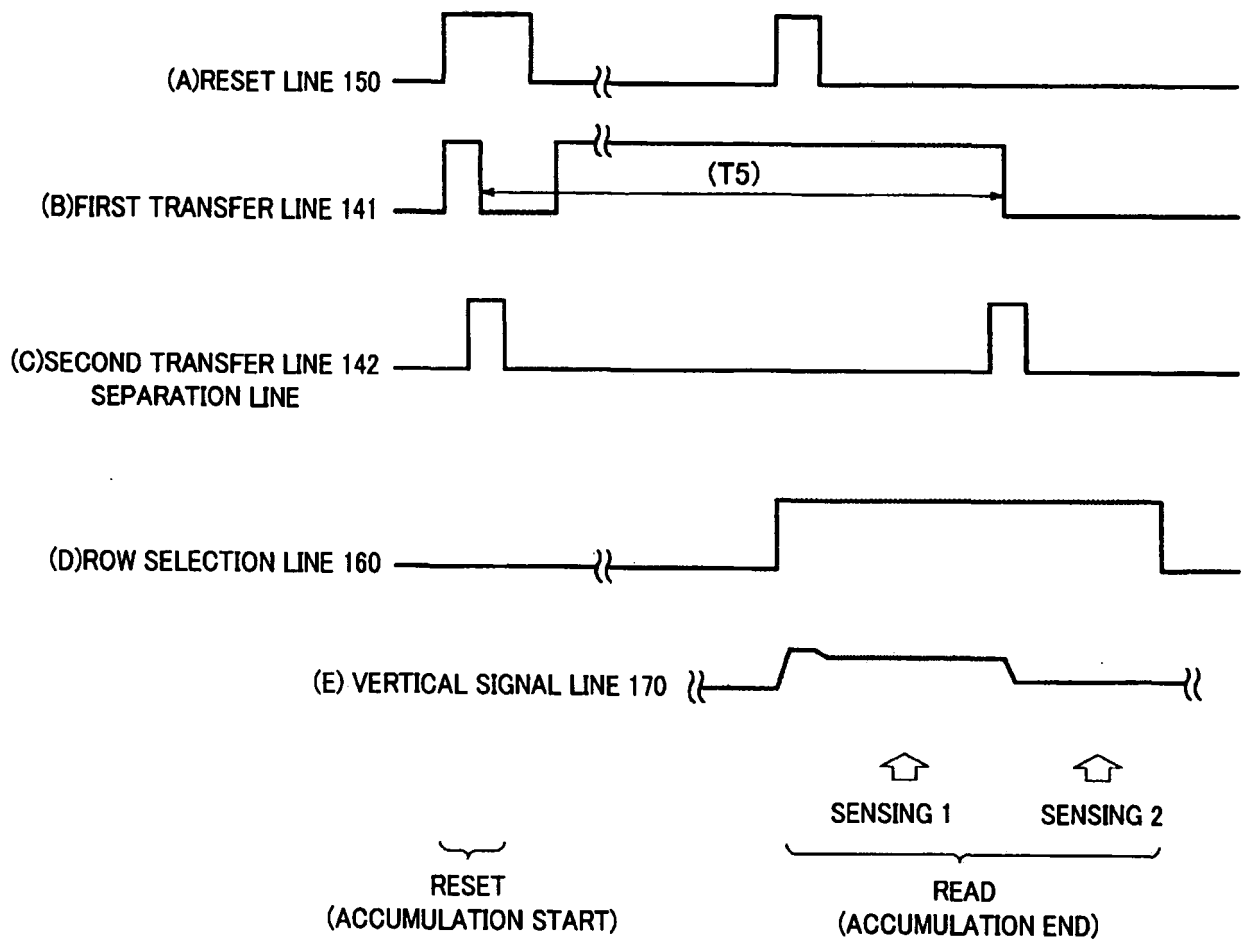 (A)RESET LINE 150
(T5)
(B)FIRST TRANSFER LINE 141
(C)SECOND TRANSFER LINE 142
SEPARATION LINE
(D)ROW SELECTION LINE 160
(E) VERTICAL SIGNAL LINE 170
SENSING 1
SENSING 2
RESET
(ACCUMULATION START)
READ
(ACCUMULATION END)